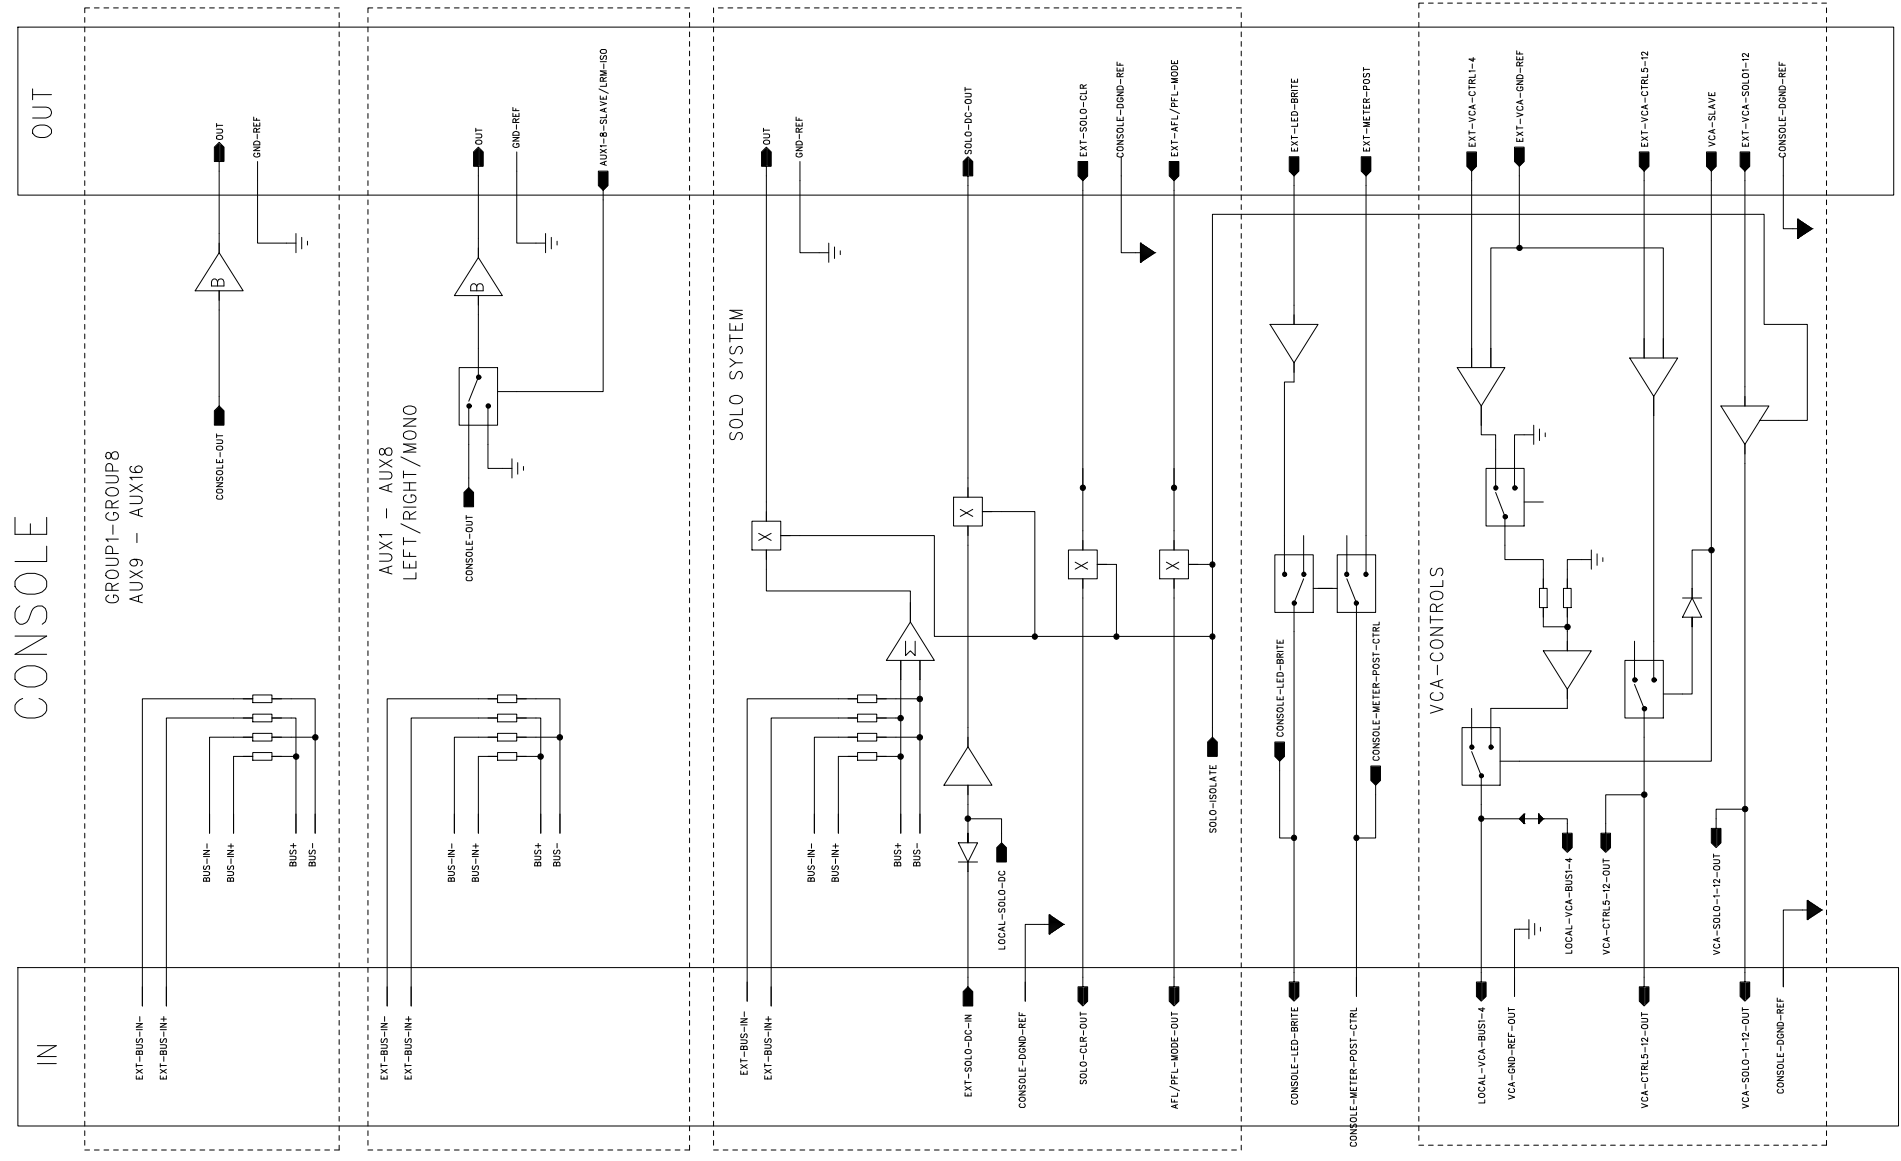 CONSOLE
OUT
IN
GROUP1-GROUP8
AUX9 - AUX16
OUT
GND-REF
B
CONSOLE-OUT
BUS-IN-
BUS-IN+
BUS+
BUS-
EXT-BUS-IN-
EXT-BUS-IN+
AUX1 - AUX8
LEFT/RIGHT/MONO
OUT
GND-REF
AUX1-8-SLAVE/LRM-ISO
B
CONSOLE-OUT
BUS-IN-
BUS-IN+
BUS+
BUS-
EXT-BUS-IN-
EXT-BUS-IN+
SOLO SYSTEM
OUT
GND-REF
SOLO-DC-OUT
EXT-SOLO-CLR
CONSOLE-DGND-REF
EXT-AFL/PFL-MODE
X
X
X
X
Σ
BUS-IN-
BUS-IN+
BUS+
BUS-
LOCAL-SOLO-DC
SOLO-ISOLATE
EXT-BUS-IN-
EXT-BUS-IN+
EXT-SOLO-DC-IN
CONSOLE-DGND-REF
SOLO-CLR-OUT
AFL/PFL-MODE-OUT
EXT-LED-BRITE
EXT-METER-POST
CONSOLE-LED-BRITE
CONSOLE-METER-POST-CTRL
CONSOLE-LED-BRITE
CONSOLE-METER-POST-CTRL
VCA-CONTROLS
EXT-VCA-CTRL1-4
EXT-VCA-GND-REF
EXT-VCA-CTRL5-12
VCA-SLAVE
EXT-VCA-SOLO1-12
CONSOLE-DGND-REF
LOCAL-VCA-BUS1-4
VCA-CTRL5-12-OUT
VCA-SOLO-1-12-OUT
LOCAL-VCA-BUS1-4
VCA-GND-REF-OUT
VCA-CTRL5-12-OUT
VCA-SOLO-1-12-OUT
CONSOLE-DGND-REF